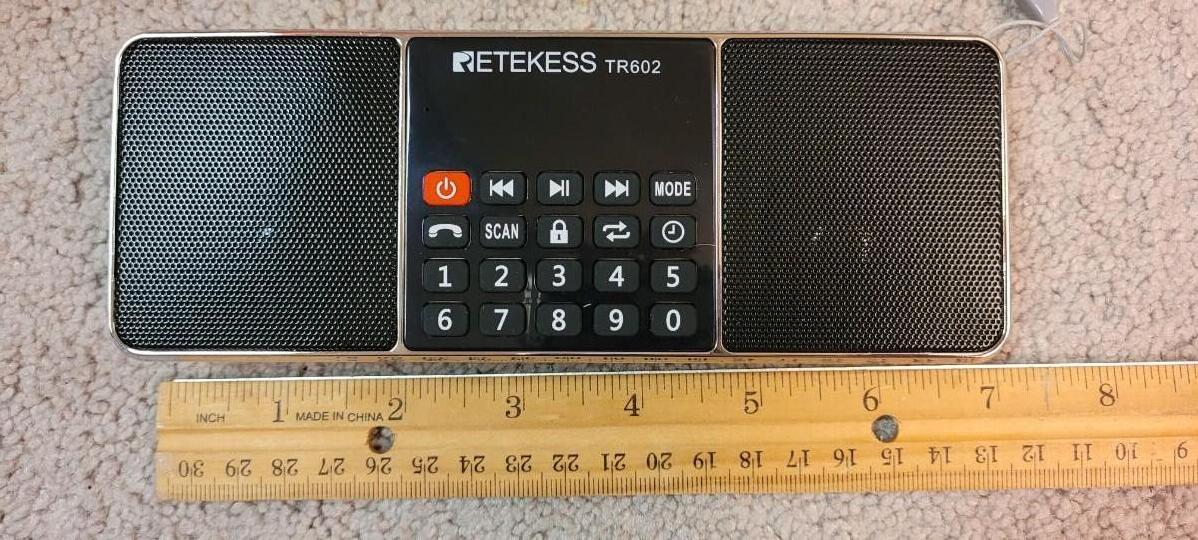 RETEKESS TR602
MODE
SCAN
1 2 3 4 5
6 7 8 9 0
1 2 3 4 5 6 7 8
INCH MADE IN CHINA
30 29 28 27 26 25 24 23 22 21 20 19 18 17 16 15 14 13 12 11 10 9